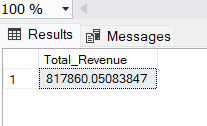 100 %
Results Messages
Total_Revenue
1 817860.05083847